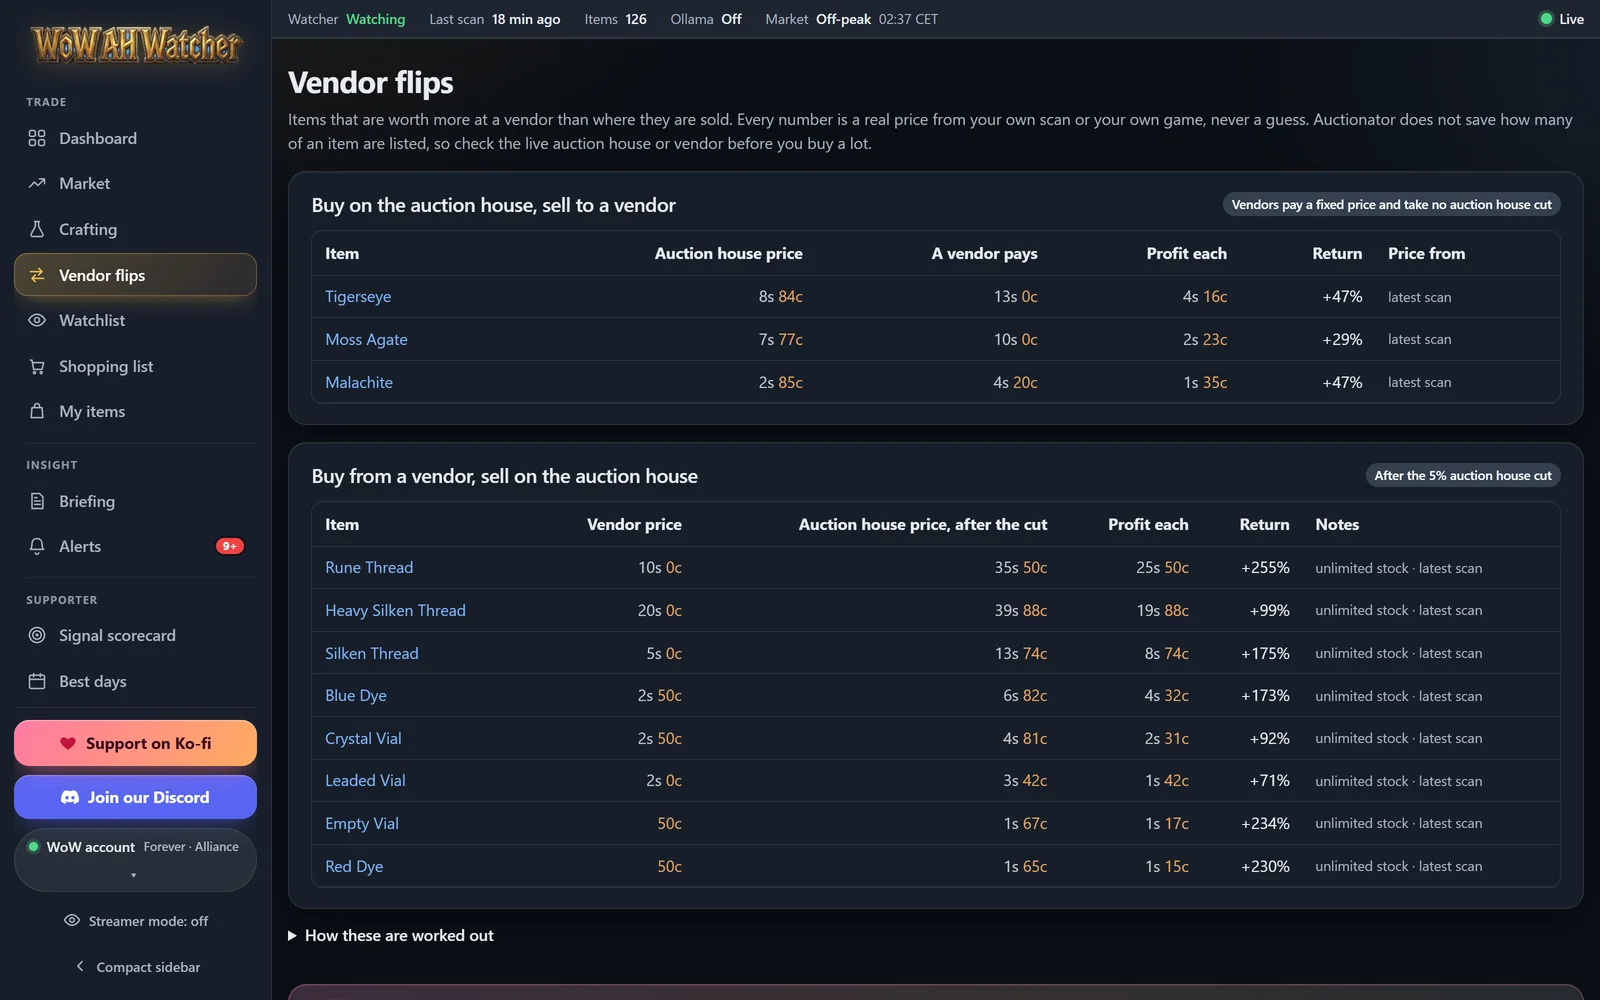 WoW AH Watcher
TRADE
Dashboard
Market
Crafting
Vendor flips
Watchlist
Shopping list
My items
INSIGHT
Briefing
Alerts 9+
SUPPORTER
Signal scorecard
Best days
Support on Ko-fi
Join our Discord
WoW account Forever · Alliance
Streamer mode: off
Compact sidebar
Watcher Watching Last scan 18 min ago Items 126 Ollama Off Market Off-peak 02:37 CET Live
Vendor flips
Items that are worth more at a vendor than where they are sold. Every number is a real price from your own scan or your own game, never a guess. Auctionator does not save how many
of an item are listed, so check the live auction house or vendor before you buy a lot.
Buy on the auction house, sell to a vendor Vendors pay a fixed price and take no auction house cut
Item Auction house price A vendor pays Profit each Return Price from
Tigerseye 8s 84c 13s 0c 4s 16c +47% latest scan
Moss Agate 7s 77c 10s 0c 2s 23c +29% latest scan
Malachite 2s 85c 4s 20c 1s 35c +47% latest scan
Buy from a vendor, sell on the auction house After the 5% auction house cut
Item Vendor price Auction house price, after the cut Profit each Return Notes
Rune Thread 10s 0c 35s 50c 25s 50c +255% unlimited stock · latest scan
Heavy Silken Thread 20s 0c 39s 88c 19s 88c +99% unlimited stock · latest scan
Silken Thread 5s 0c 13s 74c 8s 74c +175% unlimited stock · latest scan
Blue Dye 2s 50c 6s 82c 4s 32c +173% unlimited stock · latest scan
Crystal Vial 2s 50c 4s 81c 2s 31c +92% unlimited stock · latest scan
Leaded Vial 2s 0c 3s 42c 1s 42c +71% unlimited stock · latest scan
Empty Vial 50c 1s 67c 1s 17c +234% unlimited stock · latest scan
Red Dye 50c 1s 65c 1s 15c +230% unlimited stock · latest scan
How these are worked out